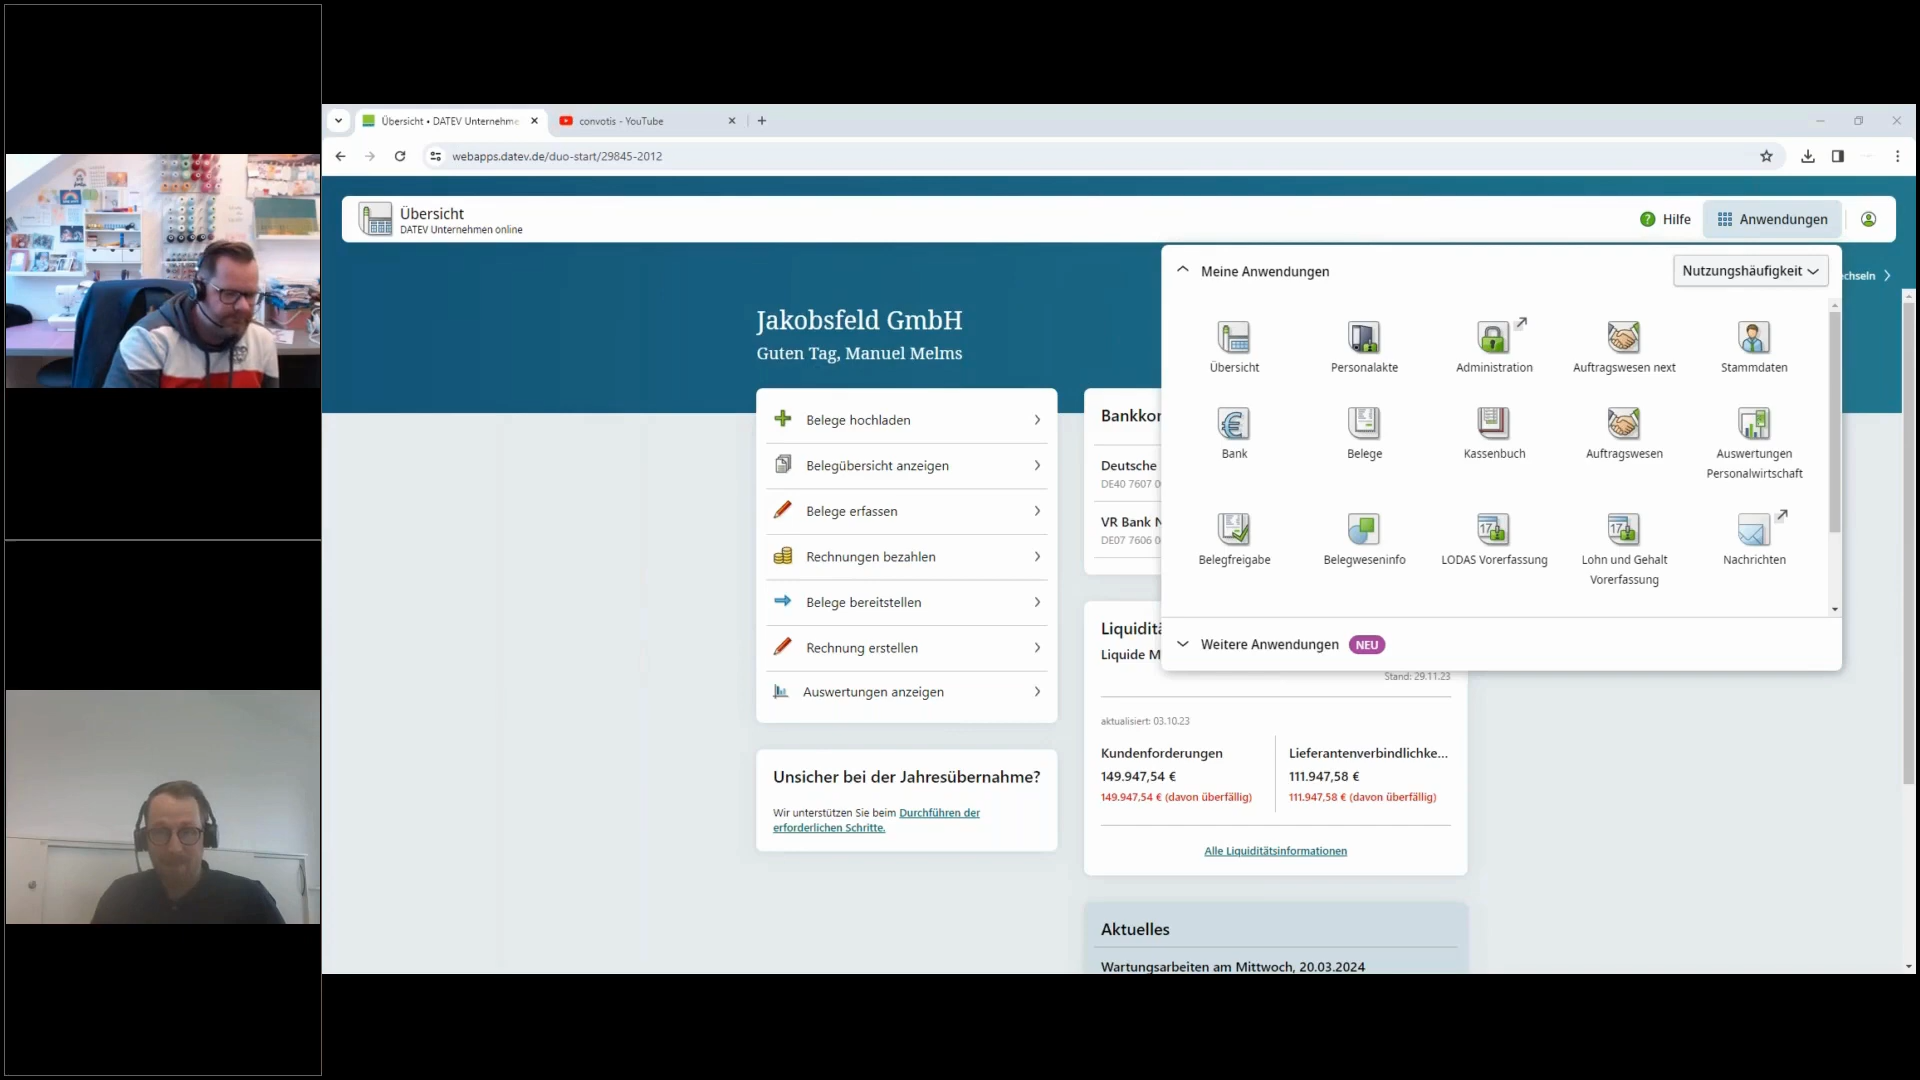 Übersicht • DATEV Unternehme
convotis - YouTube
webapps.datev.de/duo-start/29845-2012
Übersicht
DATEV Unternehmen online
Hilfe
Anwendungen
chseln
Jakobsfeld GmbH
Guten Tag, Manuel Melms
Belege hochladen
Belegübersicht anzeigen
Belege erfassen
Rechnungen bezahlen
Belege bereitstellen
Rechnung erstellen
Auswertungen anzeigen
Unsicher bei der Jahresübernahme?
Wir unterstützen Sie beim Durchführen der
erforderlichen Schritte.
Bankkon
Deutsche
DE40 7607 0
VR Bank N
DE07 7606 0
Liquidit
Liquide M
Stand: 29.11.23
aktualisiert: 03.10.23
Kundenforderungen
149.947,54 €
149.947,54 € (davon überfällig)
Lieferantenverbindlichke...
111.947,58 €
111.947,58 € (davon überfällig)
Alle Liquiditätsinformationen
Aktuelles
Wartungsarbeiten am Mittwoch, 20.03.2024
Meine Anwendungen
Nutzungshäufigkeit
Übersicht
Personalakte
Administration
Auftragswesen next
Stammdaten
Bank
Belege
Kassenbuch
Auftragswesen
Auswertungen
Personalwirtschaft
Belegfreigabe
Belegweseninfo
LODAS Vorerfassung
Lohn und Gehalt
Vorerfassung
Nachrichten
Weitere Anwendungen NEU